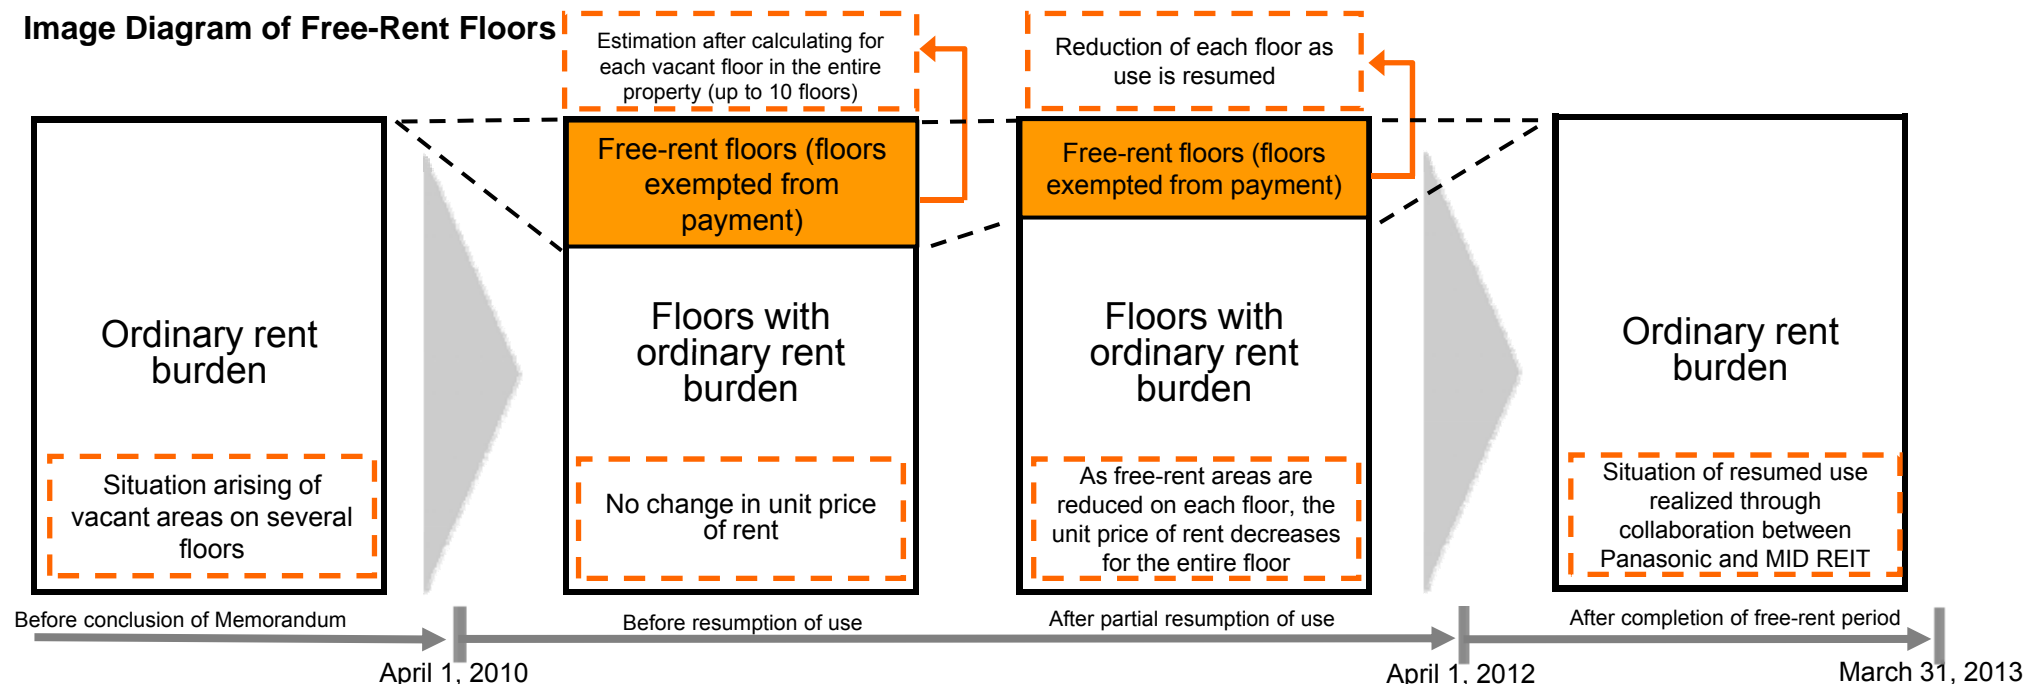 Image Diagram of Free-Rent Floors
Estimation after calculating for
each vacant floor in the entire
property (up to 10 floors)
Reduction of each floor as
use is resumed
Ordinary rent
burden
Situation arising of
vacant areas on several
floors
Free-rent floors (floors
exempted from
payment)
Floors with
ordinary rent
burden
No change in unit price
of rent
Free-rent floors (floors
exempted from payment)
Floors with
ordinary rent
burden
As free-rent areas are
reduced on each floor, the
unit price of rent decreases
for the entire floor
Ordinary rent
burden
Situation of resumed use
realized through
collaboration between
Panasonic and MID REIT
Before conclusion of Memorandum
Before resumption of use
After partial resumption of use
After completion of free-rent period
April 1, 2010
April 1, 2012
March 31, 2013